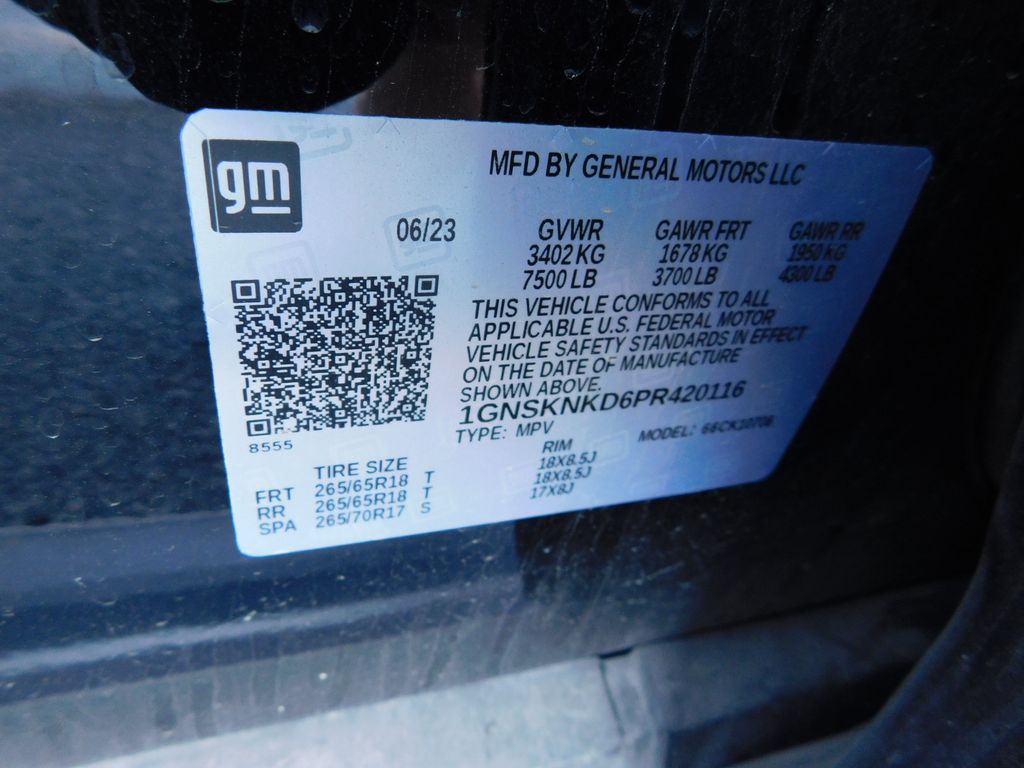 gm
MFD BY GENERAL MOTORS LLC
06/23 GVWR GAWR FRT GAWR RR
3402 KG 1678 KG 1950 KG
7500 LB 3700 LB 4300 LB
THIS VEHICLE CONFORMS TO ALL
APPLICABLE U.S. FEDERAL MOTOR
VEHICLE SAFETY STANDARDS IN EFFECT
ON THE DATE OF MANUFACTURE
SHOWN ABOVE.
1GNSKNKD6PR420116
TYPE: MPV MODEL: 66CK10706
8555
TIRE SIZE RIM
FRT 265/65R18 T 18X8.5J
RR 265/65R18 T 18X8.5J
SPA 265/70R17 S 17X8J